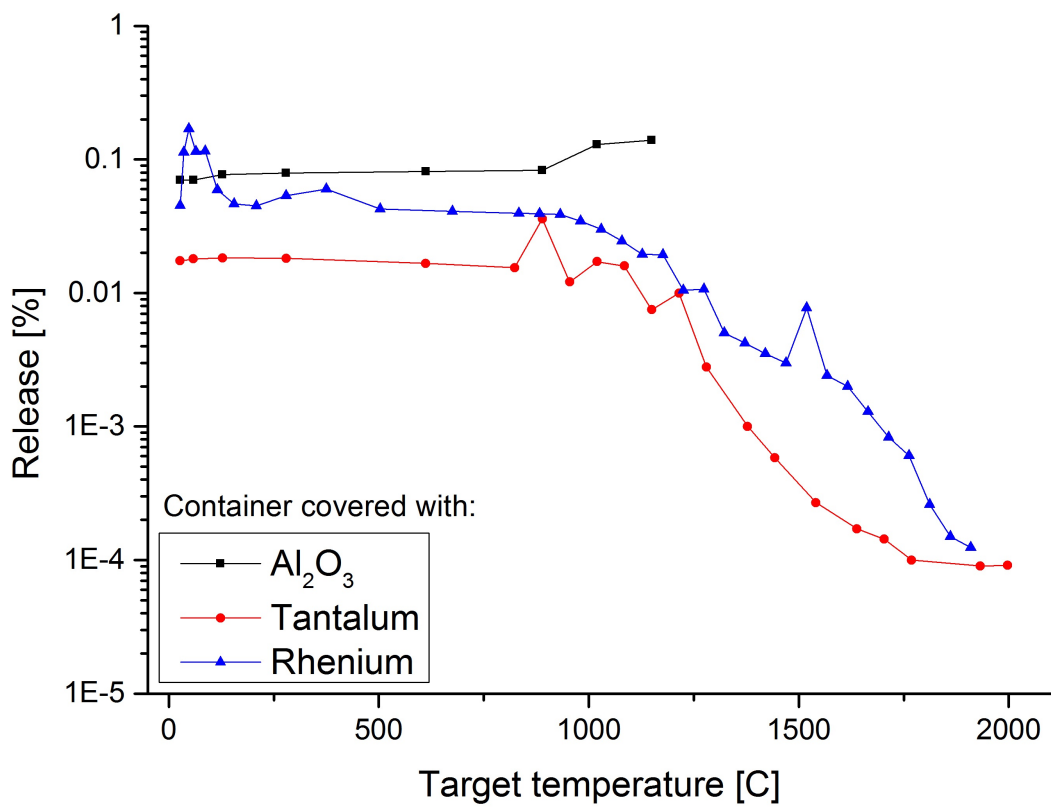 1
0.1
0.01
1E-3
1E-4
1E-5
Release [%]
Container covered with:
Al₂O₃
Tantalum
Rhenium
0 500 1000 1500 2000
Target temperature [C]